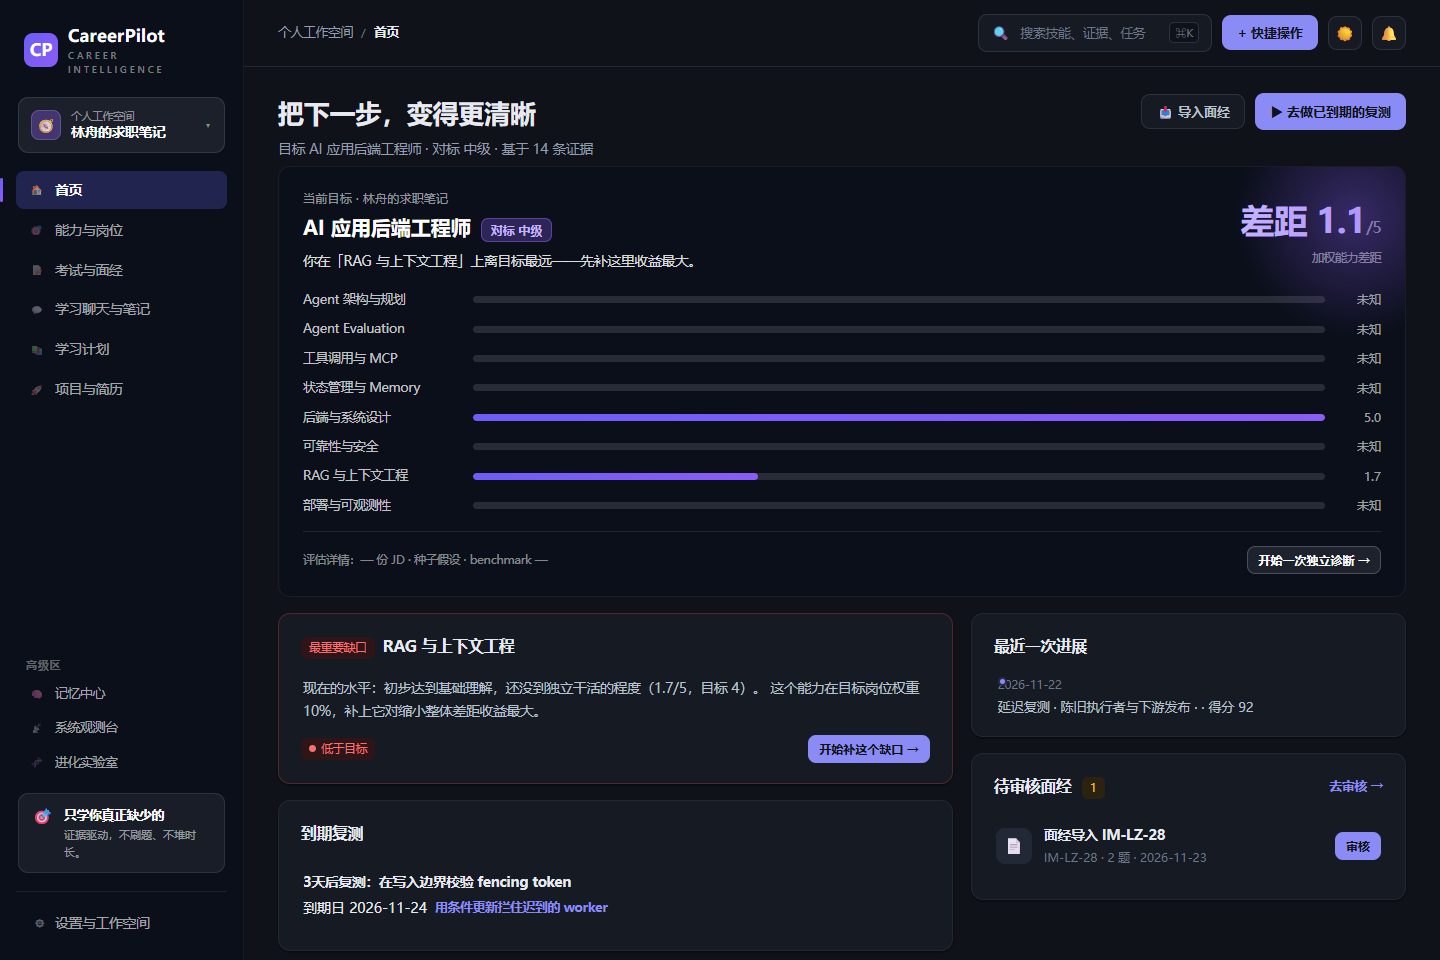 CP CareerPilot
CAREER
INTELLIGENCE
个人工作空间
林舟的求职笔记
首页
能力与岗位
考试与面经
学习聊天与笔记
学习计划
项目与简历
高级区
记忆中心
系统观测台
进化实验室
只学你真正缺少的
证据驱动，不刷题、不堆时
长。
设置与工作空间
个人工作空间 / 首页
搜索技能、证据、任务 ⌘K
+ 快捷操作
把下一步，变得更清晰
目标 AI 应用后端工程师 · 对标 中级 · 基于 14 条证据
导入面经
▶ 去做已到期的复测
当前目标 · 林舟的求职笔记
AI 应用后端工程师 对标 中级
你在「RAG 与上下文工程」上离目标最远——先补这里收益最大。
差距 1.1/5
加权能力差距
Agent 架构与规划 未知
Agent Evaluation 未知
工具调用与 MCP 未知
状态管理与 Memory 未知
后端与系统设计 5.0
可靠性与安全 未知
RAG 与上下文工程 1.7
部署与可观测性 未知
评估详情：— 份 JD · 种子假设 · benchmark —
开始一次独立诊断 →
最重要缺口 RAG 与上下文工程
现在的水平：初步达到基础理解，还没到独立干活的程度（1.7/5，目标 4）。 这个能力在目标岗位权重
10%，补上它对缩小整体差距收益最大。
低于目标
开始补这个缺口 →
到期复测
3天后复测：在写入边界校验 fencing token
到期日 2026-11-24 用条件更新拦住迟到的 worker
最近一次进展
2026-11-22
延迟复测 · 陈旧执行者与下游发布 · · 得分 92
待审核面经 1
去审核 →
面经导入 IM-LZ-28
IM-LZ-28 · 2 题 · 2026-11-23
审核